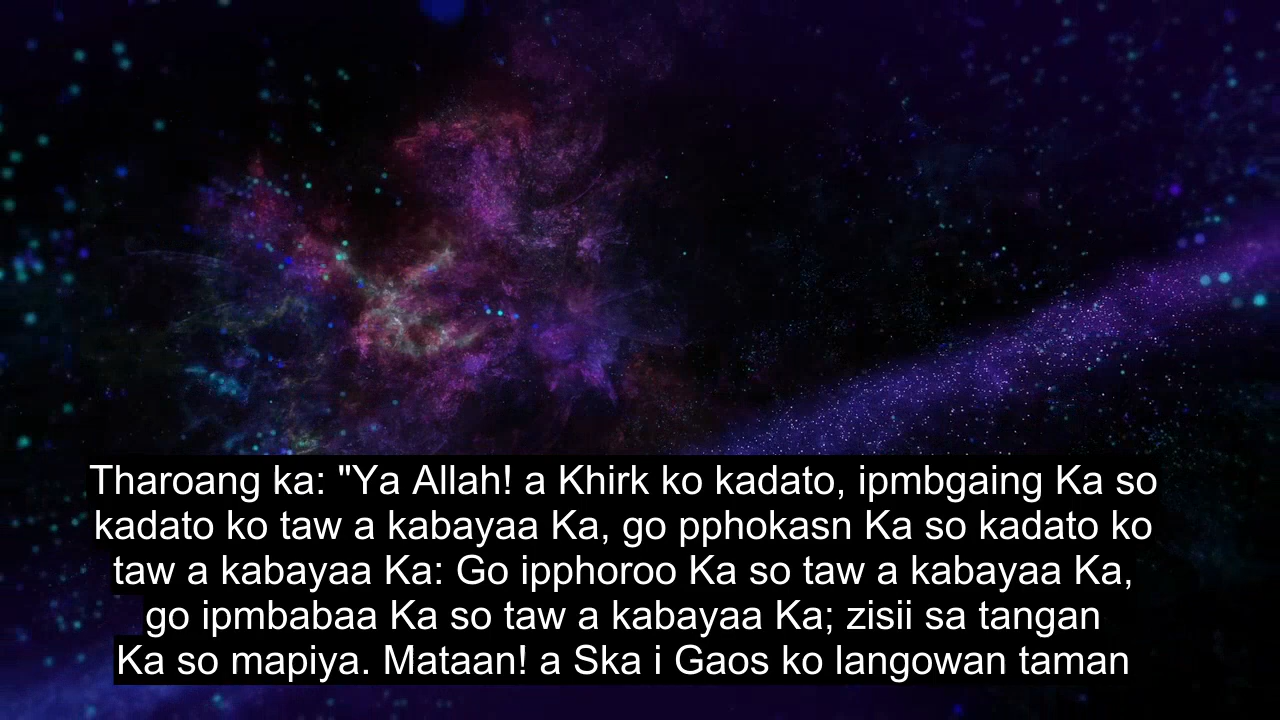 Tharoang ka: "Ya Allah! a Khirk ko kadato, ipmbgaing Ka so
kadato ko taw a kabayaa Ka, go pphokasn Ka so kadato ko
taw a kabayaa Ka: Go ipphoroo Ka so taw a kabayaa Ka,
go ipmbabaa Ka so taw a kabayaa Ka; zisii sa tangan
Ka so mapiya. Mataan! a Ska i Gaos ko langowan taman